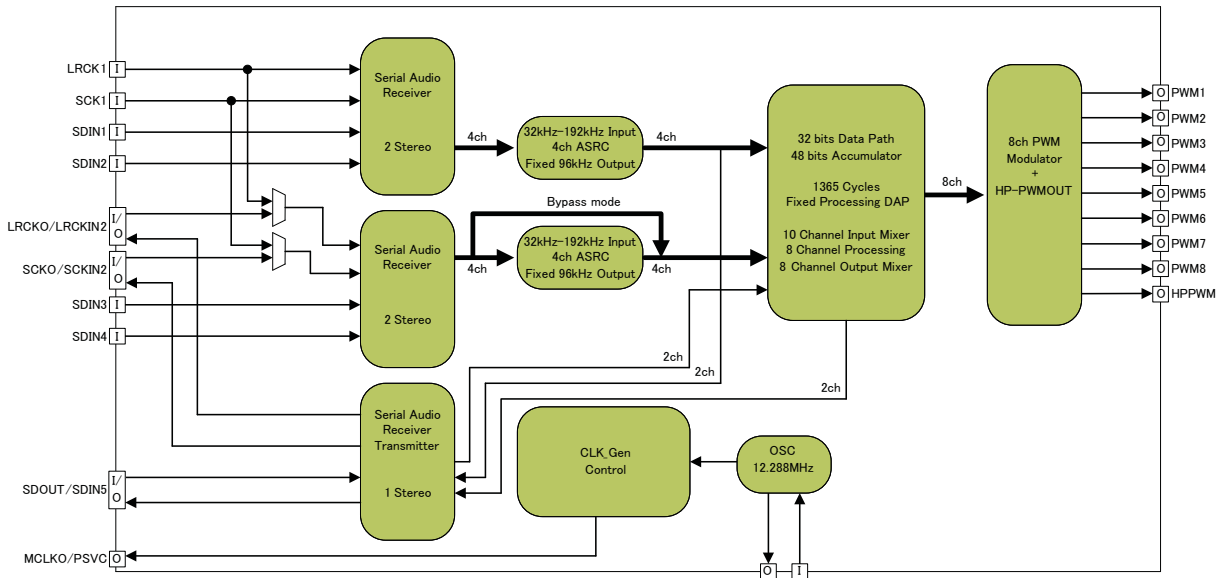 LRCK1
I
SCK1
I
SDIN1
I
SDIN2
I
LRCKO/LRCKIN2
I/
O
SCKO/SCKIN2
I/
O
SDIN3
I
SDIN4
I
SDOUT/SDIN5
I/
O
MCLKO/PSVC
O
Serial Audio
Receiver
2 Stereo
4ch
32kHz-192kHz Input
4ch ASRC
Fixed 96kHz Output
4ch
Serial Audio
Receiver
2 Stereo
Bypass mode
4ch
32kHz-192kHz Input
4ch ASRC
Fixed 96kHz Output
4ch
Serial Audio
Receiver
Transmitter
1 Stereo
2ch
2ch
2ch
32 bits Data Path
48 bits Accumulator
1365 Cycles
Fixed Processing DAP
10 Channel Input Mixer
8 Channel Processing
8 Channel Output Mixer
8ch
8ch PWM
Modulator
+
HP-PWMOUT
O PWM1
O PWM2
O PWM3
O PWM4
O PWM5
O PWM6
O PWM7
O PWM8
O HPPWM
CLK_Gen
Control
OSC
12.288MHz
O
I